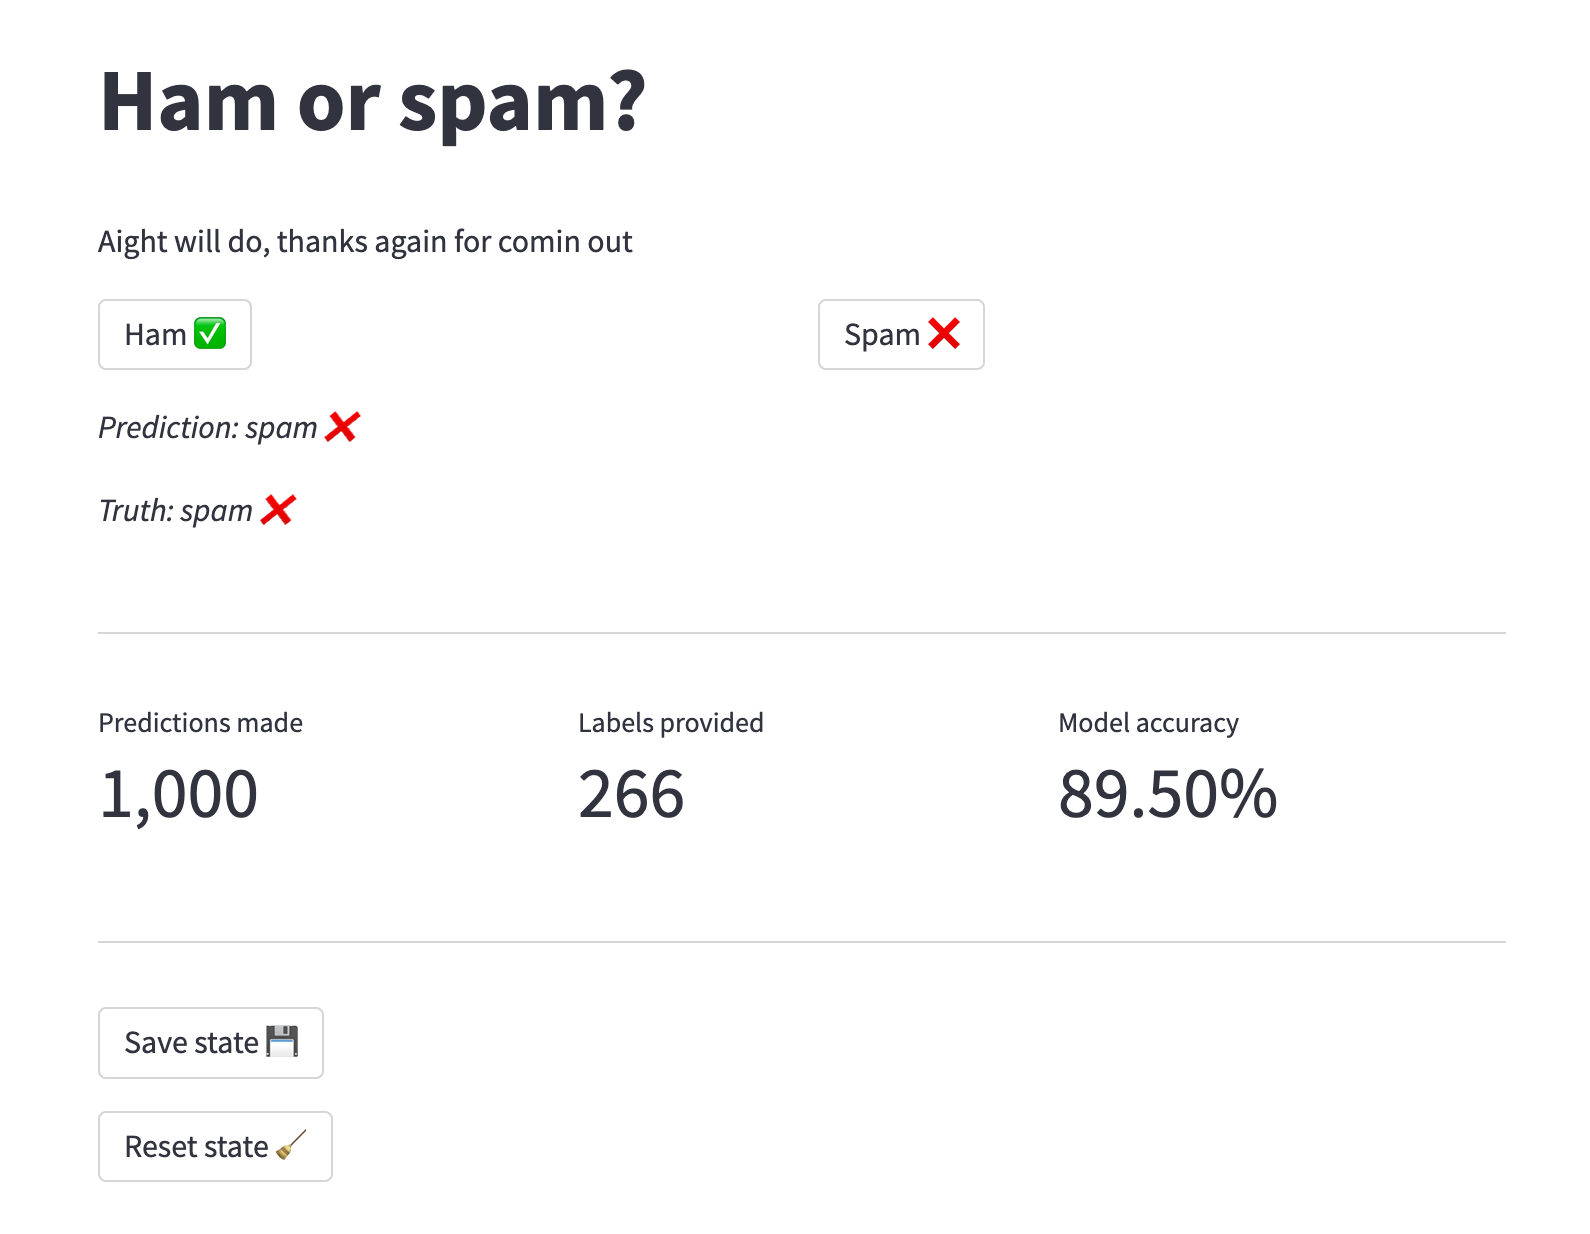 Ham or spam?
Aight will do, thanks again for comin out
Ham ✅
Spam ❌
Prediction: spam ❌
Truth: spam ❌
Predictions made
1,000
Labels provided
266
Model accuracy
89.50%
Save state 💾
Reset state 🧹